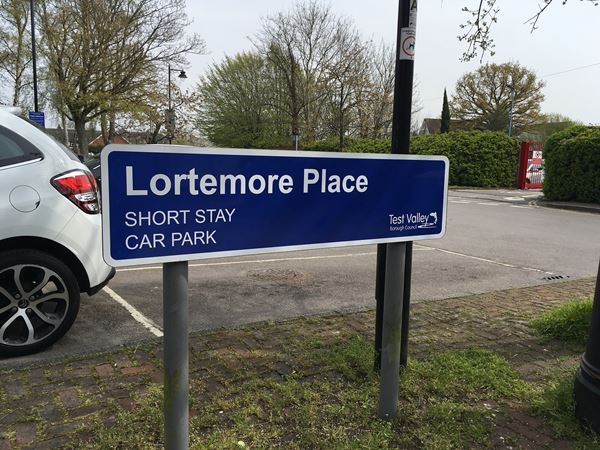 Lortemore Place
SHORT STAY
CAR PARK
Test Valley
Borough Council